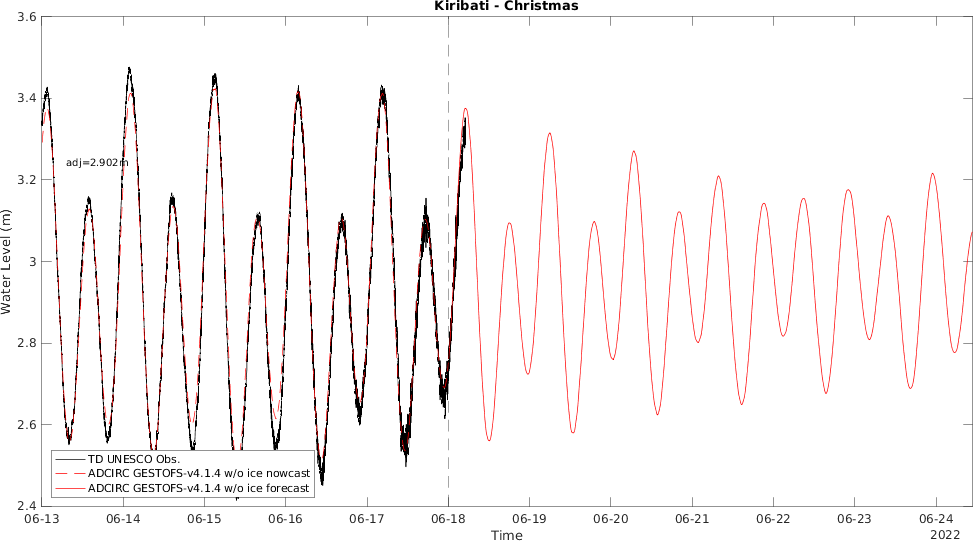 Kiribati - Christmas
3.6
3.4
3.2
3
2.8
2.6
2.4
Water Level (m)
adj=2.902m
TD UNESCO Obs.
ADCIRC GESTOFS-v4.1.4 w/o ice nowcast
ADCIRC GESTOFS-v4.1.4 w/o ice forecast
06-13 06-14 06-15 06-16 06-17 06-18 06-19 06-20 06-21 06-22 06-23 06-24
2022
Time